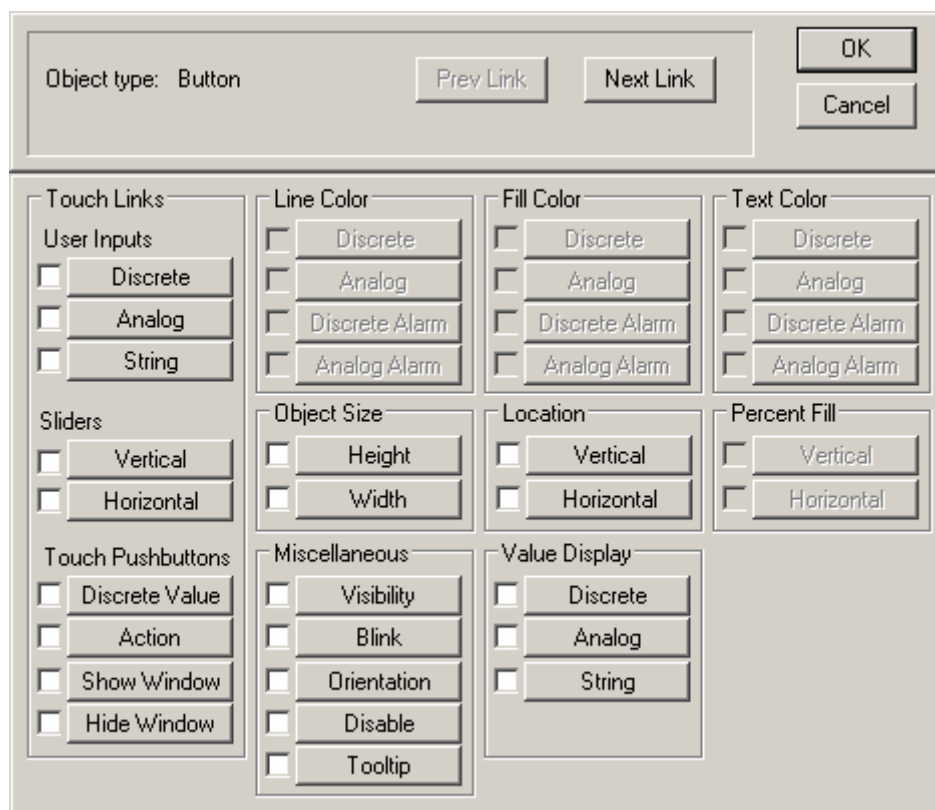 Object type: Button
Prev Link
Next Link
OK
Cancel
Touch Links
User Inputs
Discrete
Analog
String
Sliders
Vertical
Horizontal
Touch Pushbuttons
Discrete Value
Action
Show Window
Hide Window
Line Color
Discrete
Analog
Discrete Alarm
Analog Alarm
Object Size
Height
Width
Miscellaneous
Visibility
Blink
Orientation
Disable
Tooltip
Fill Color
Discrete
Analog
Discrete Alarm
Analog Alarm
Location
Vertical
Horizontal
Value Display
Discrete
Analog
String
Text Color
Discrete
Analog
Discrete Alarm
Analog Alarm
Percent Fill
Vertical
Horizontal